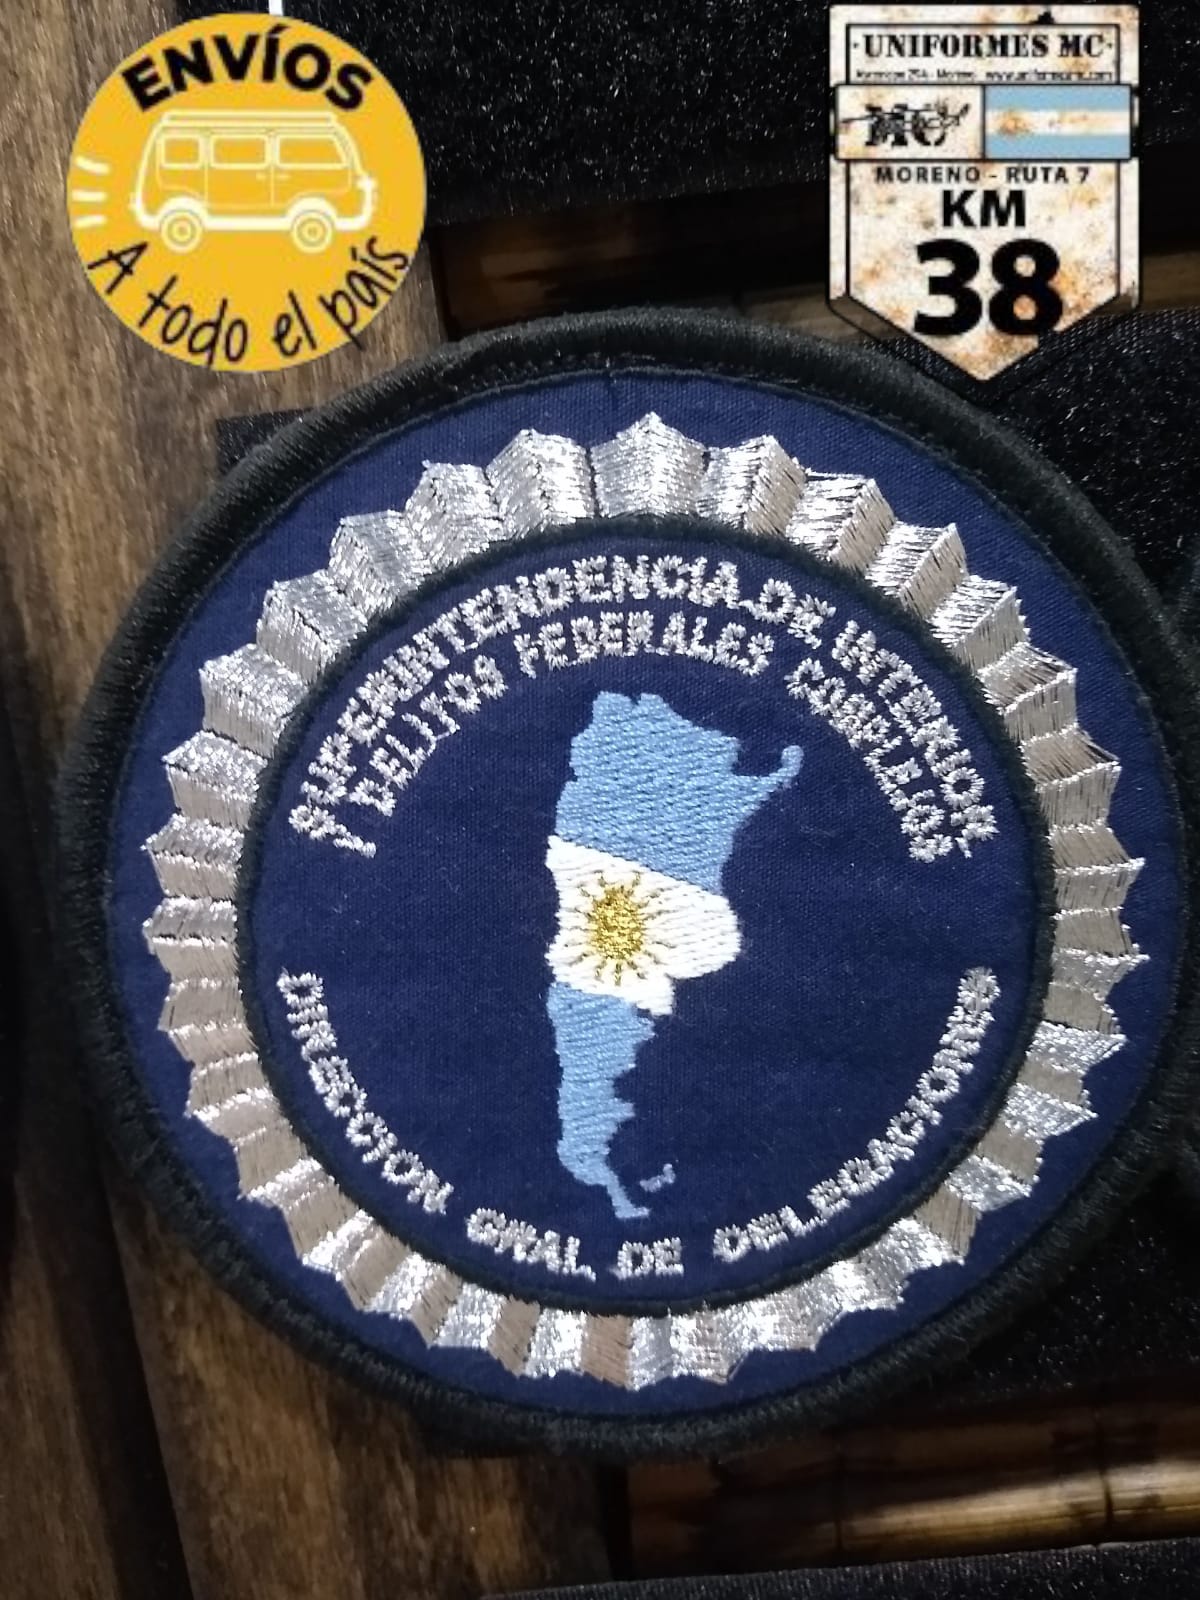 ENVÍOS
A todo el país
·UNIFORMES MC·
MC
MORENO - RUTA 7
KM
38
SUPERINTENDENCIA DE INTERIOR
Y DELITOS FEDERALES COMPLEJOS
DIRECCION GRAL DE DELEGACIONES